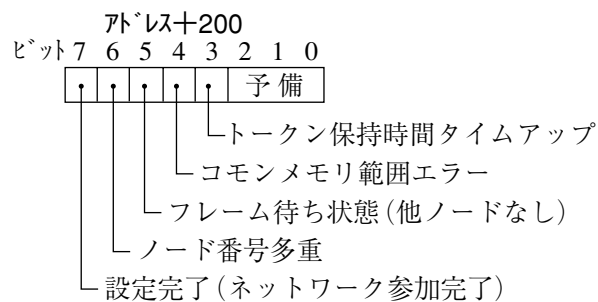 ｱﾄﾞﾚｽ＋200
ﾋﾞｯﾄ 7 6 5 4 3 2 1 0
予備
トークン保持時間タイムアップ
コモンメモリ範囲エラー
フレーム待ち状態(他ノードなし)
ノード番号多重
設定完了(ネットワーク参加完了)